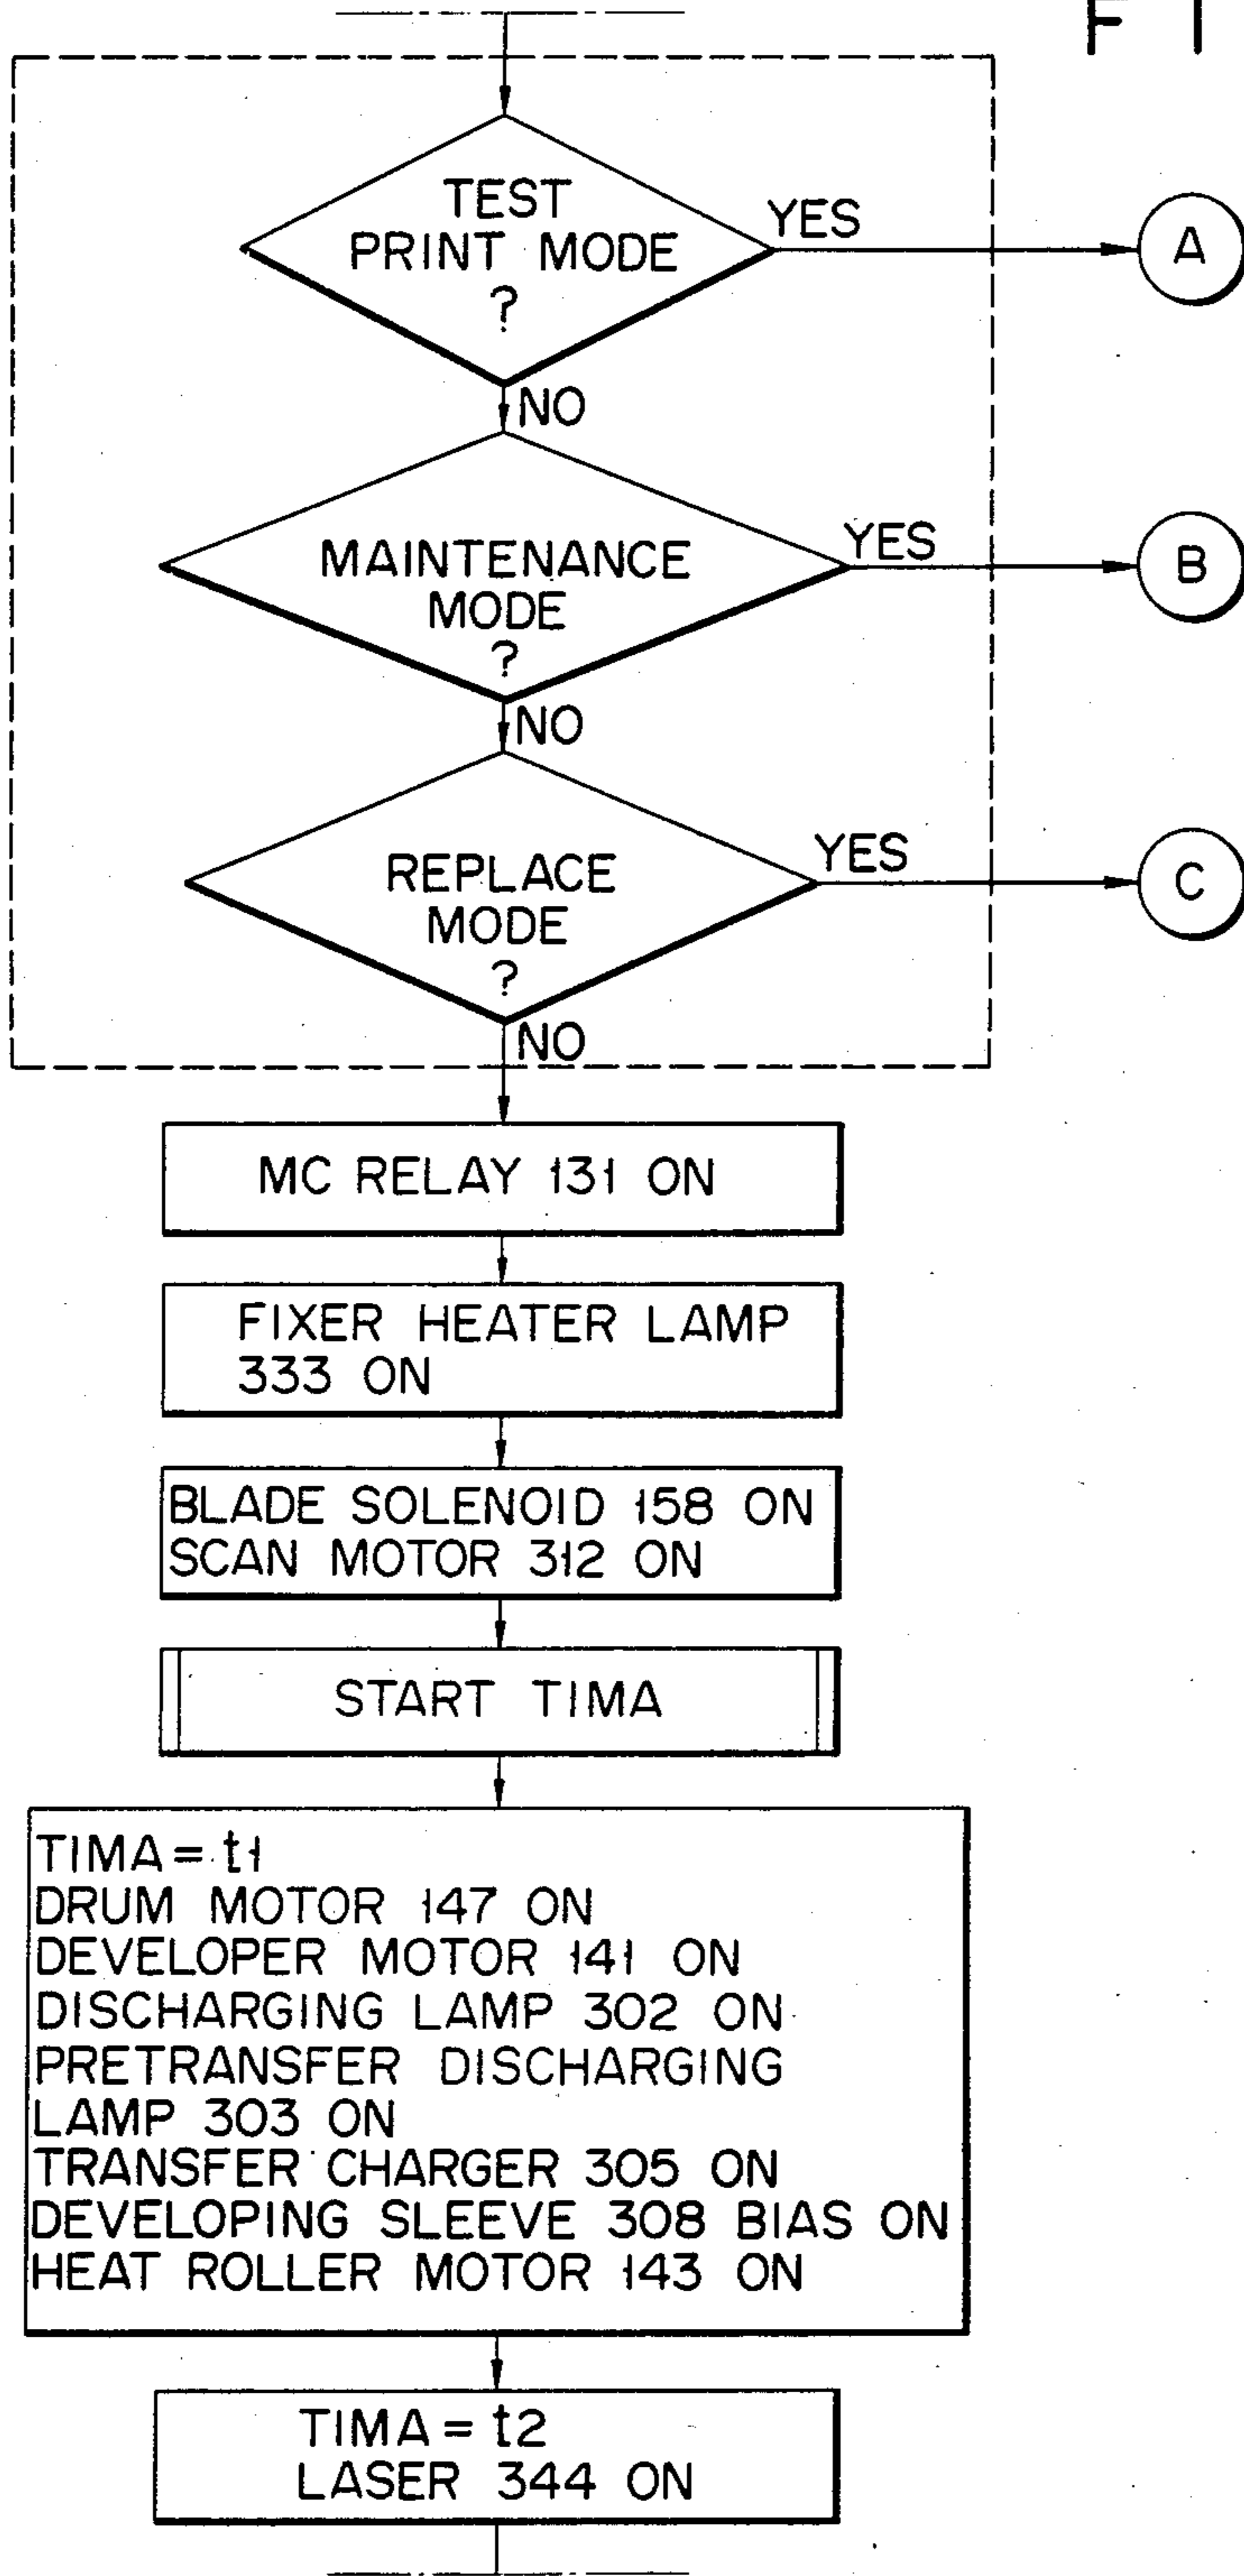 F I
TEST
PRINT MODE
?
YES
A
NO
MAINTENANCE
MODE
?
YES
B
NO
REPLACE
MODE
?
YES
C
NO
MC RELAY 131 ON
FIXER HEATER LAMP
333 ON
BLADE SOLENOID 158 ON
SCAN MOTOR 312 ON
START TIMA
TIMA = t1
DRUM MOTOR 147 ON
DEVELOPER MOTOR 141 ON
DISCHARGING LAMP 302 ON
PRETRANSFER DISCHARGING
LAMP 303 ON
TRANSFER CHARGER 305 ON
DEVELOPING SLEEVE 308 BIAS ON
HEAT ROLLER MOTOR 143 ON
TIMA = t2
LASER 344 ON